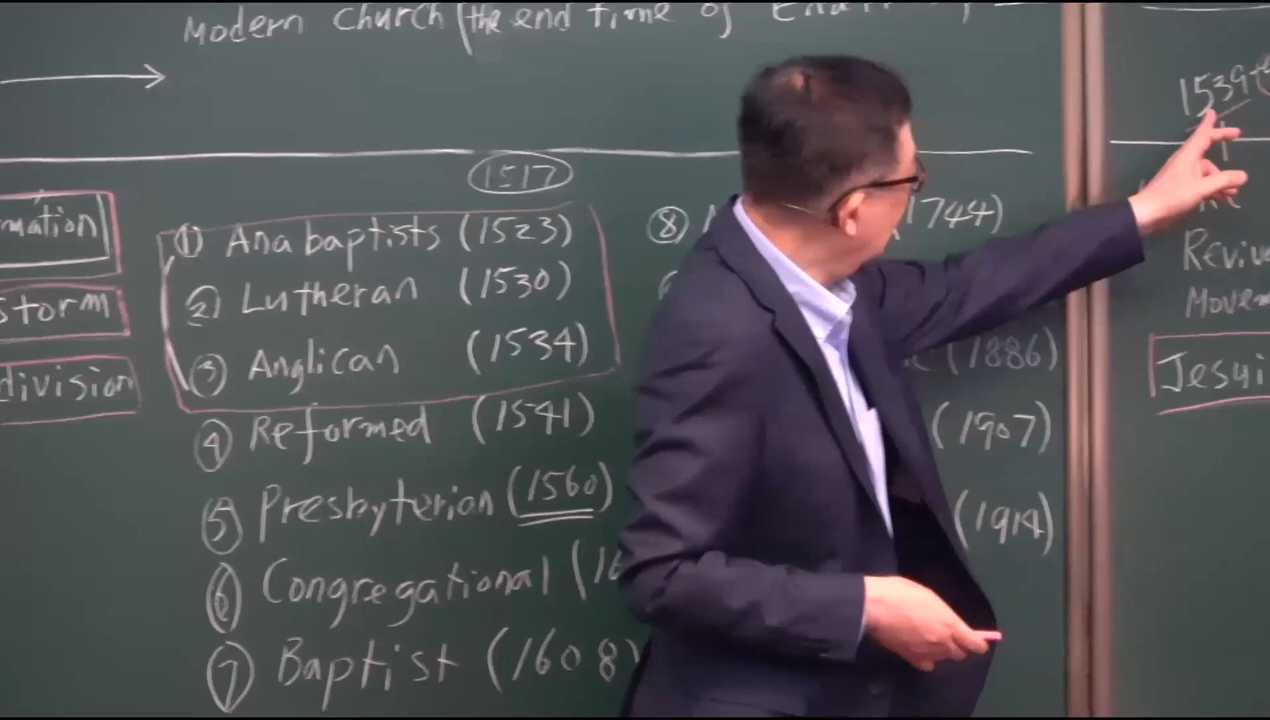 Modern Church (the end time of
1517
mation
storm
division
① Anabaptists (1523)
② Lutheran (1530)
③ Anglican (1534)
④ Reformed (1541)
⑤ Presbyterian (1560)
⑥ Congregational (16
⑦ Baptist (1608)
⑧
1744)
(1886)
(1907)
(1914)
1539
Reviv
Movem
Jesui